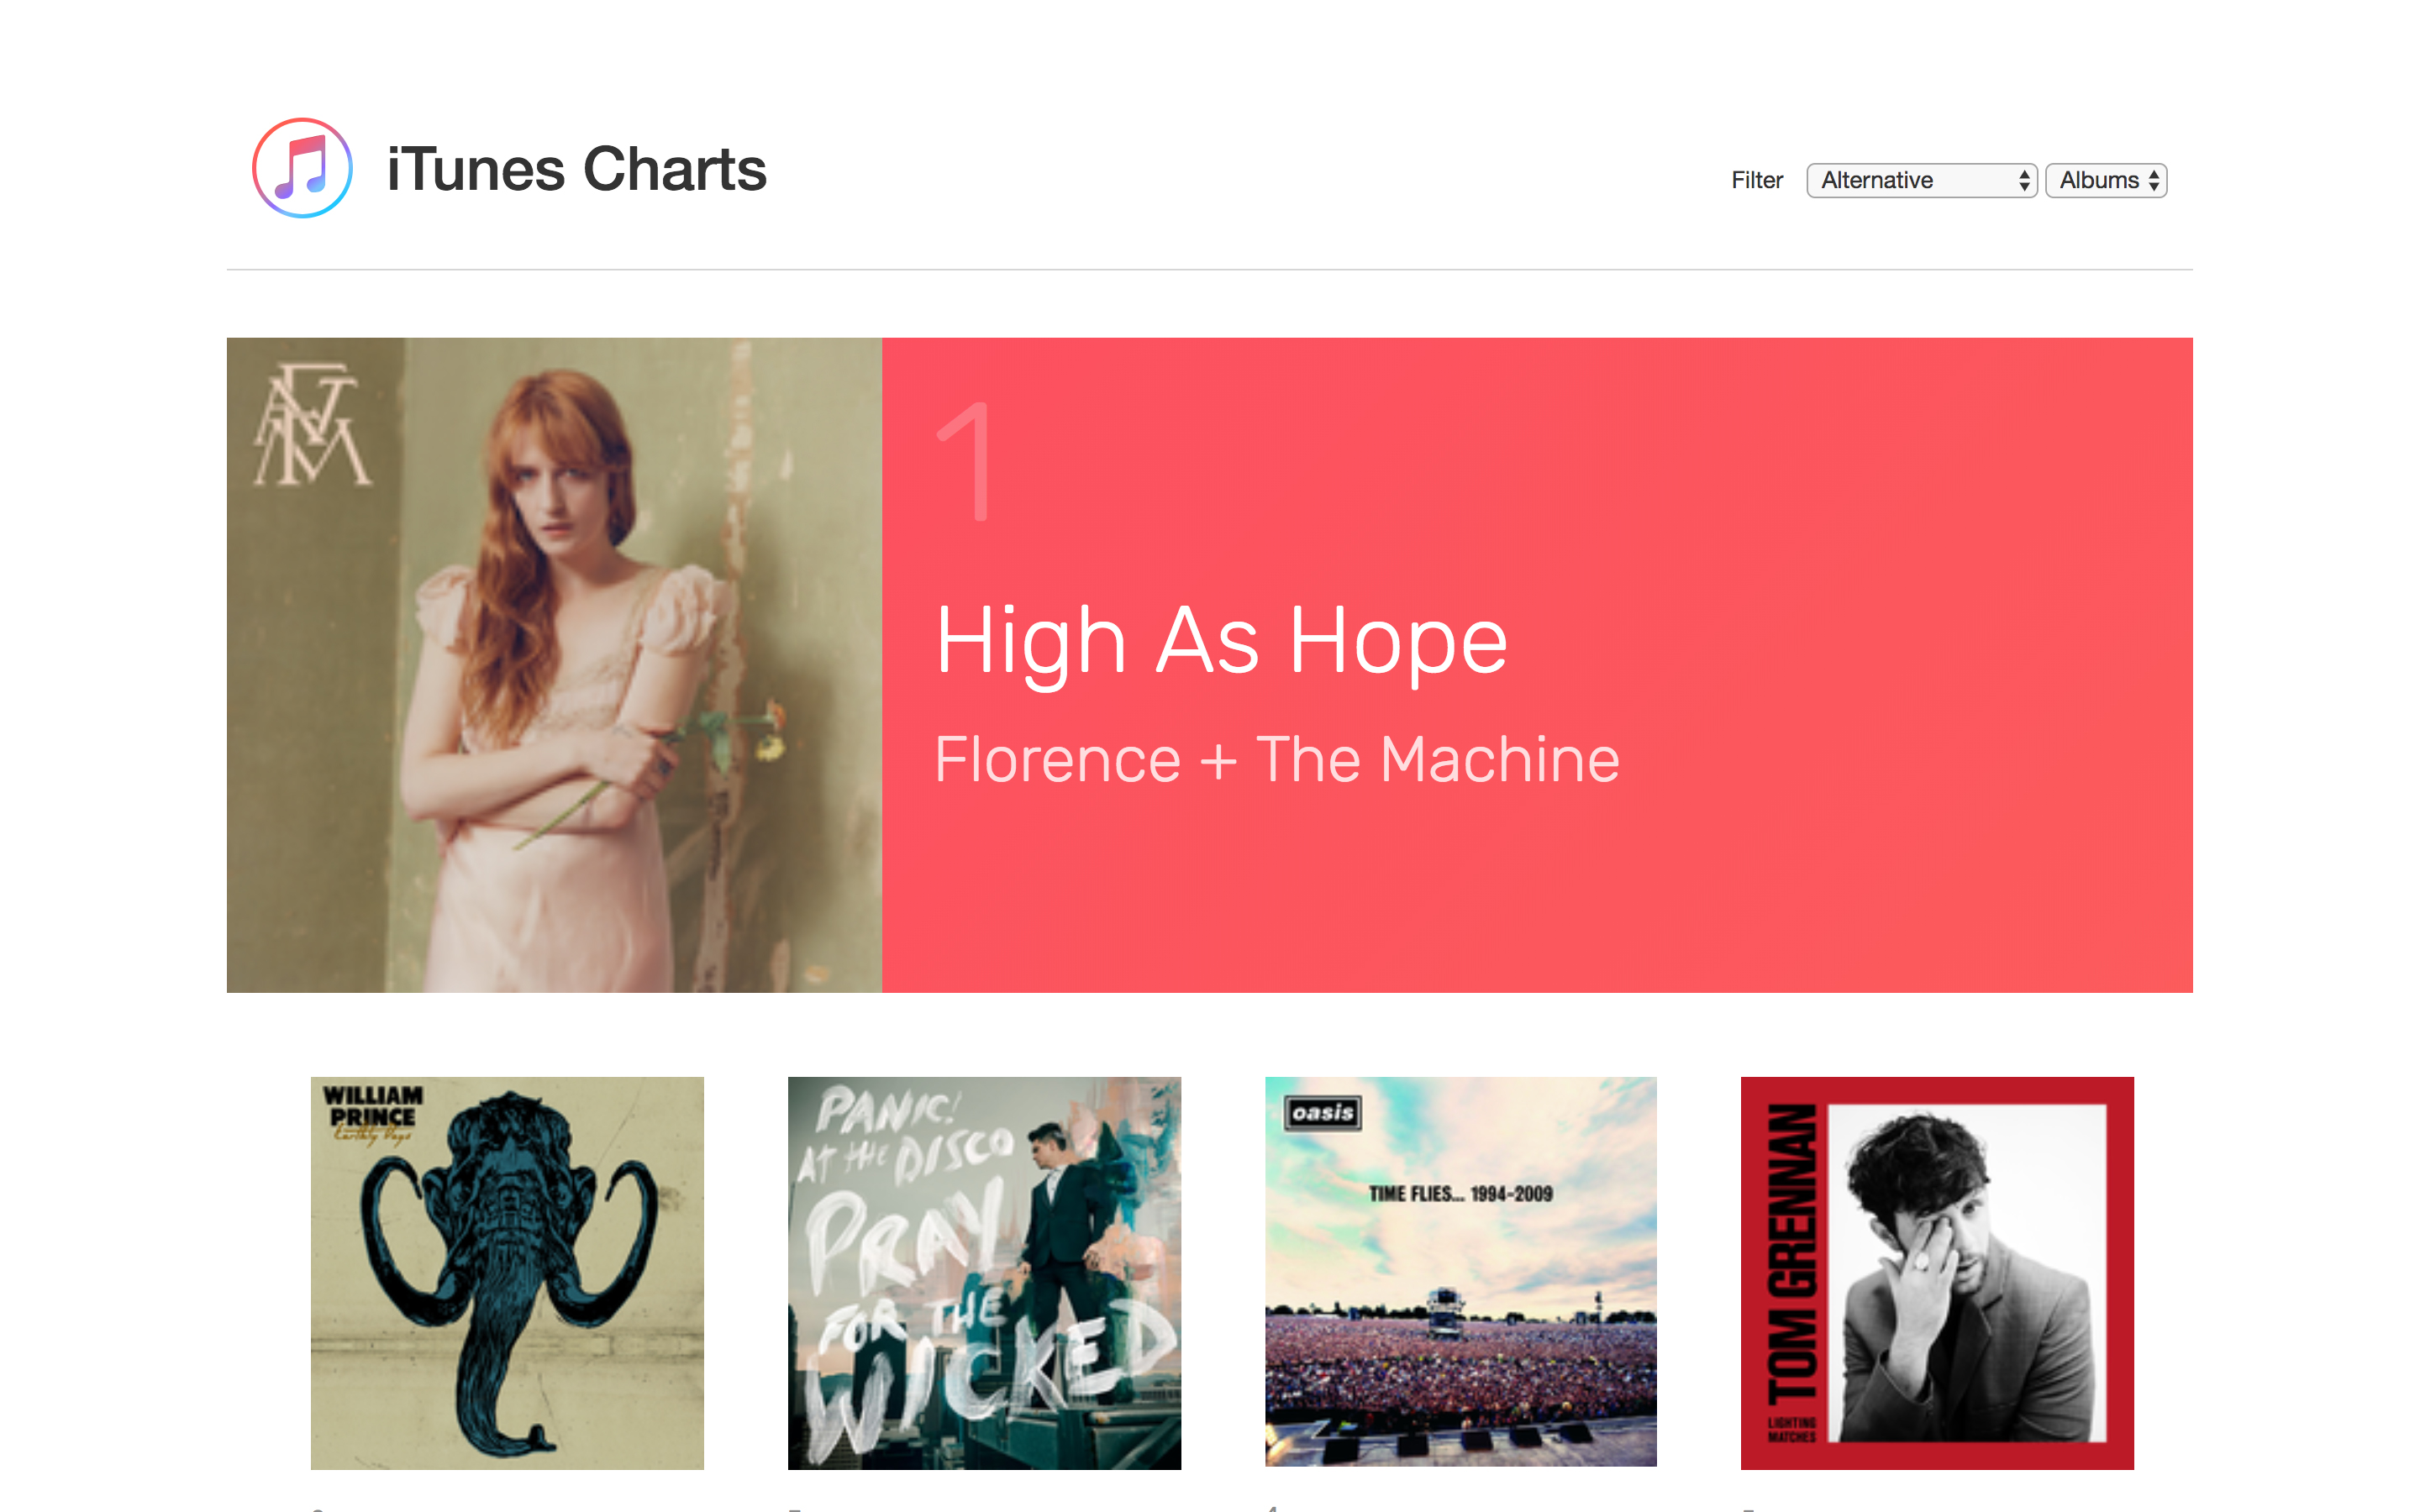 iTunes Charts
Filter
Alternative
Albums
1
High As Hope
Florence + The Machine
WILLIAM
PRINCE
Earthly Days
PANIC!
AT THE DISCO
PRAY
FOR THE
WICKED
oasis
TIME FLIES... 1994-2009
TOM GRENNAN
LIGHTING
MATCHES